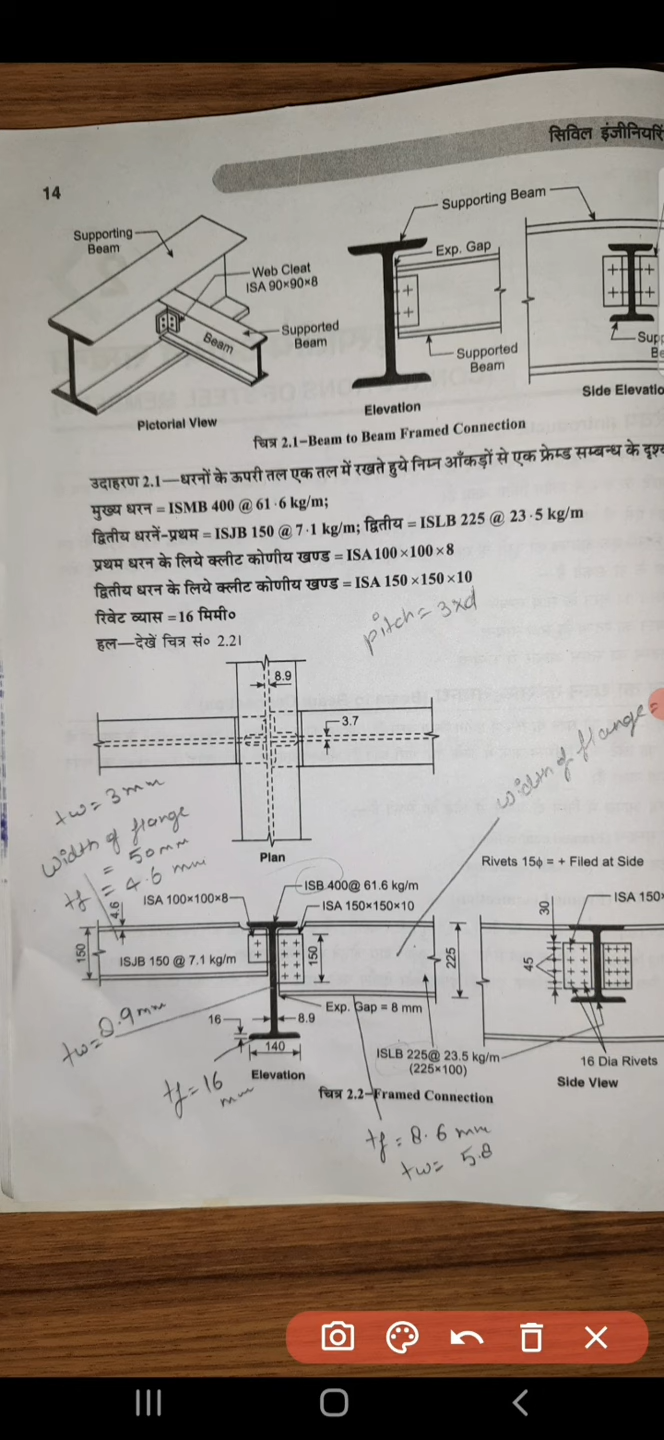 सिविल इंजीनियरिं
14
Supporting
Beam
Web Cleat
ISA 90×90×8
Beam
Supported
Beam
Pictorial View
Supporting Beam
Exp. Gap
Supported
Beam
Elevation
Supp
Be
Side Elevatio
चित्र 2.1–Beam to Beam Framed Connection
उदाहरण 2.1—धरनों के ऊपरी तल एक तल में रखते हुये निम्न आँकड़ों से एक फ्रेम्ड सम्बन्ध के दृश्य
मुख्य धरन = ISMB 400 @ 61·6 kg/m;
द्वितीय धरनें-प्रथम = ISJB 150 @ 7·1 kg/m; द्वितीय = ISLB 225 @ 23·5 kg/m
प्रथम धरन के लिये क्लीट कोणीय खण्ड = ISA 100×100×8
द्वितीय धरन के लिये क्लीट कोणीय खण्ड = ISA 150×150×10
रिवेट व्यास = 16 मिमी०
pitch = 3xd
हल—देखें चित्र सं० 2.2।
8.9
3.7
Plan
width of flange =
tw = 3mm
width of flange
= 50mm
tf = 4.6 mm
Rivets 15ϕ = + Filed at Side
ISB 400@ 61.6 kg/m
ISA 100×100×8
ISA 150×150×10
4.6
150
ISJB 150 @ 7.1 kg/m
150
225
Exp. Gap = 8 mm
16
8.9
140
ISLB 225@ 23.5 kg/m
(225×100)
Elevation
30
ISA 150×
45
16 Dia Rivets
Side View
tw = 8.9mm
tf = 16
mm
चित्र 2.2–Framed Connection
tf = 8.6 mm
tw = 5.8